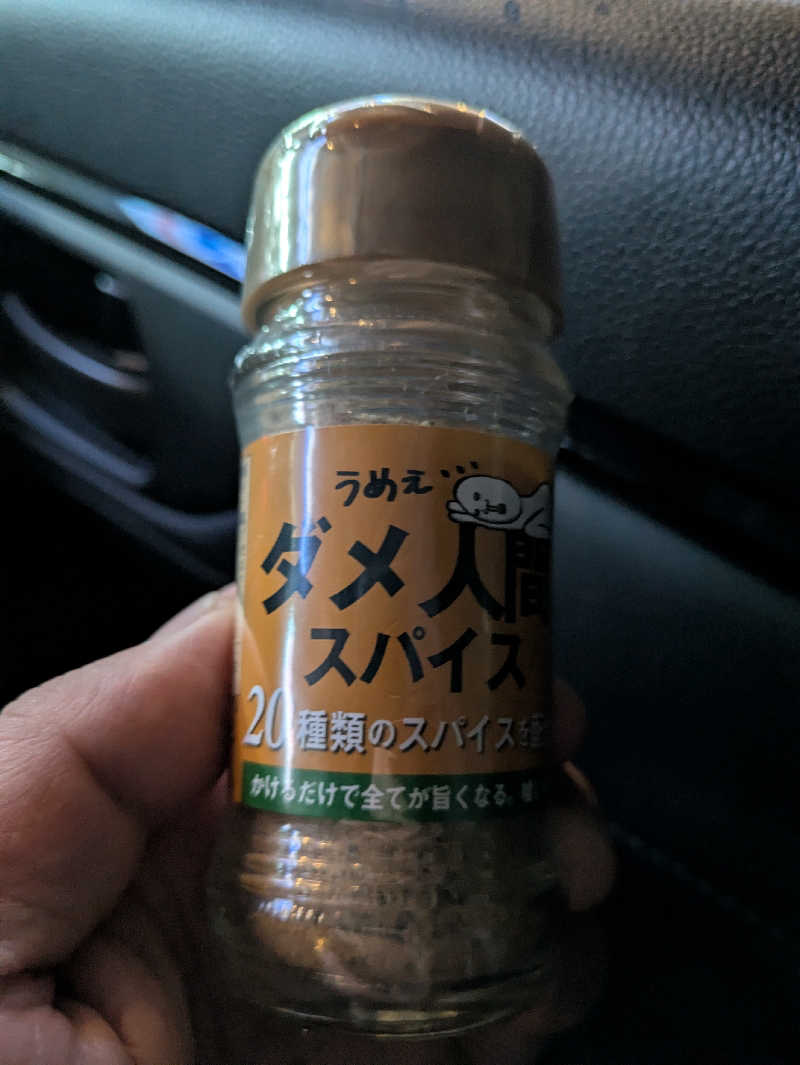 うめえ…
ダメ人間
スパイス
20種類のスパイスを
かけるだけで全てが旨くなる。